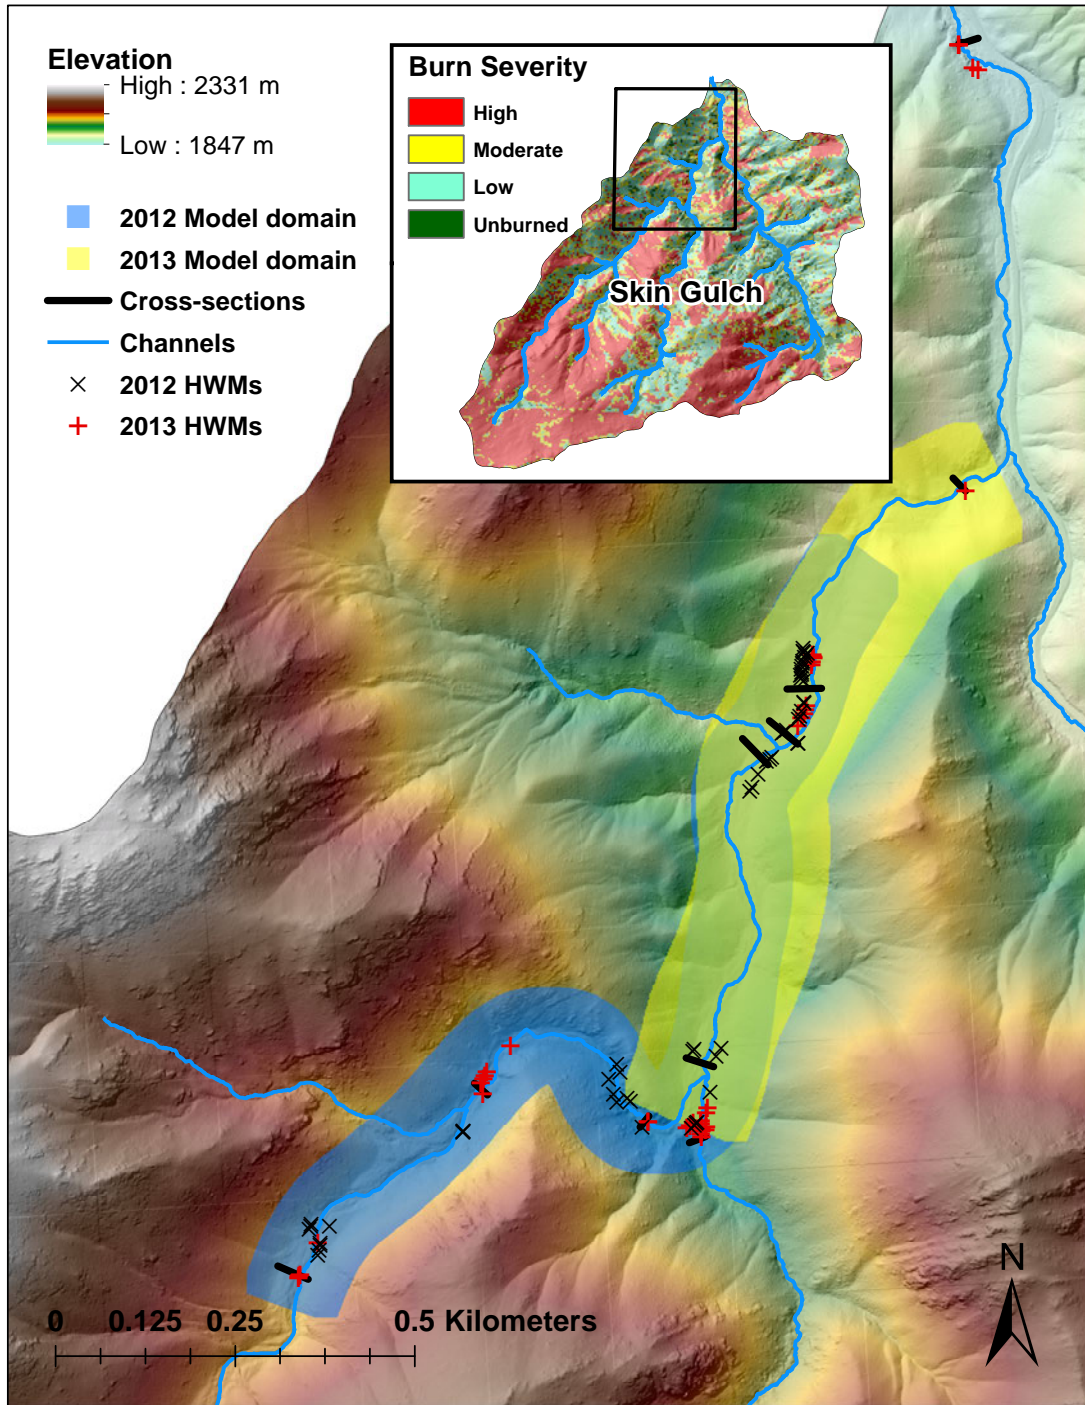 Elevation
High : 2331 m
Low : 1847 m
2012 Model domain
2013 Model domain
Cross-sections
Channels
2012 HWMs
2013 HWMs
Burn Severity
High
Moderate
Low
Unburned
Skin Gulch
N
0 0.125 0.25 0.5 Kilometers